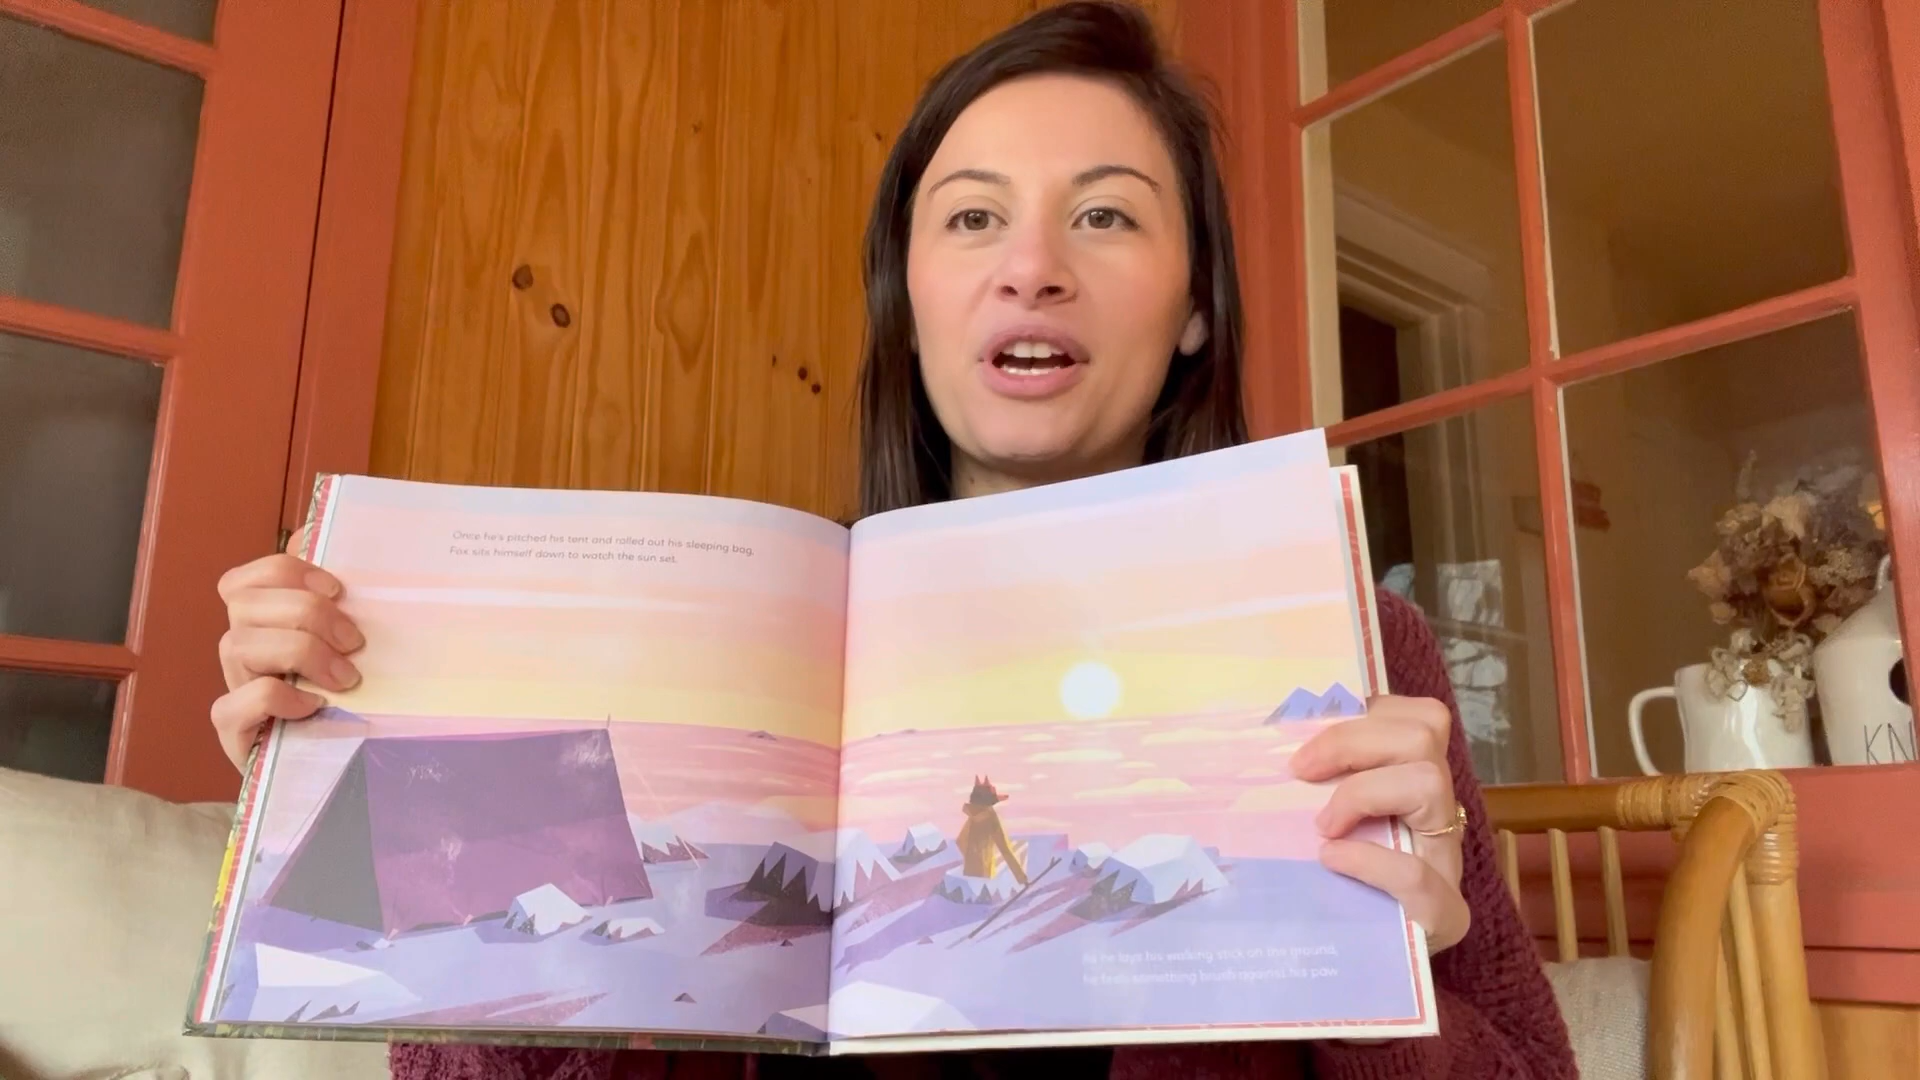 Once he's pitched his tent and rolled out his sleeping bag,
Fox sits himself down to watch the sun set.
As he lays his walking stick on the ground,
he feels something brush against his paw.
KN